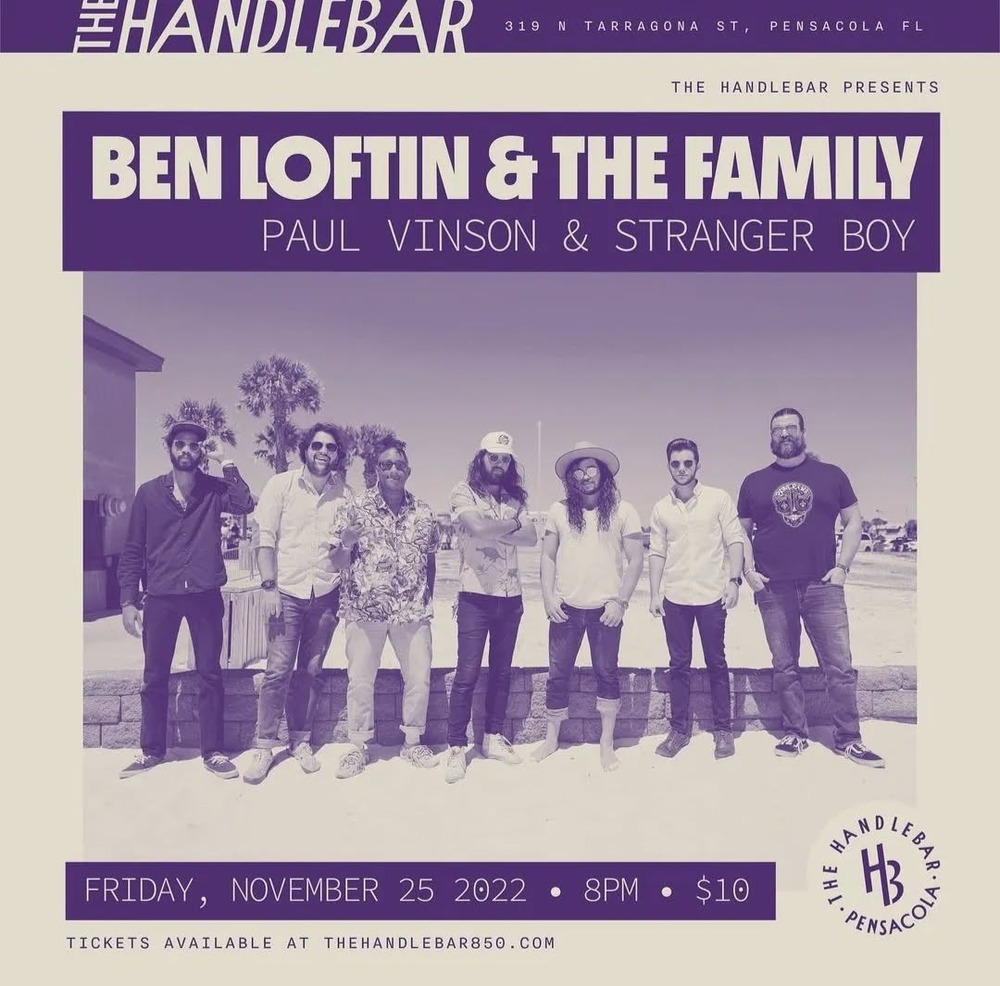 THE HANDLEBAR
319 N TARRAGONA ST, PENSACOLA FL
THE HANDLEBAR PRESENTS
BEN LOFTIN & THE FAMILY
PAUL VINSON & STRANGER BOY
FRIDAY, NOVEMBER 25 2022 • 8PM • $10
TICKETS AVAILABLE AT THEHANDLEBAR850.COM
THE HANDLEBAR • PENSACOLA •
HB